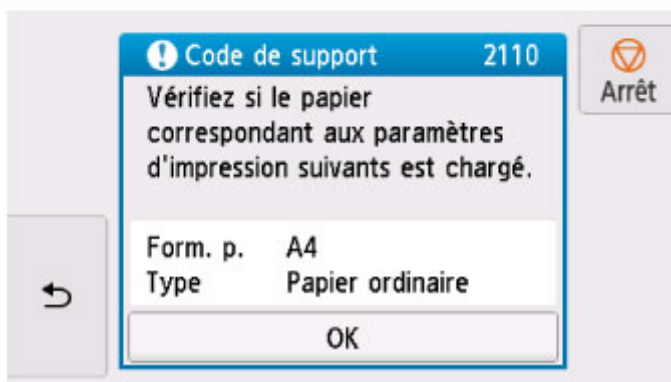 Code de support 2110
Arrêt
Vérifiez si le papier
correspondant aux paramètres
d'impression suivants est chargé.
Form. p. A4
Type Papier ordinaire
OK